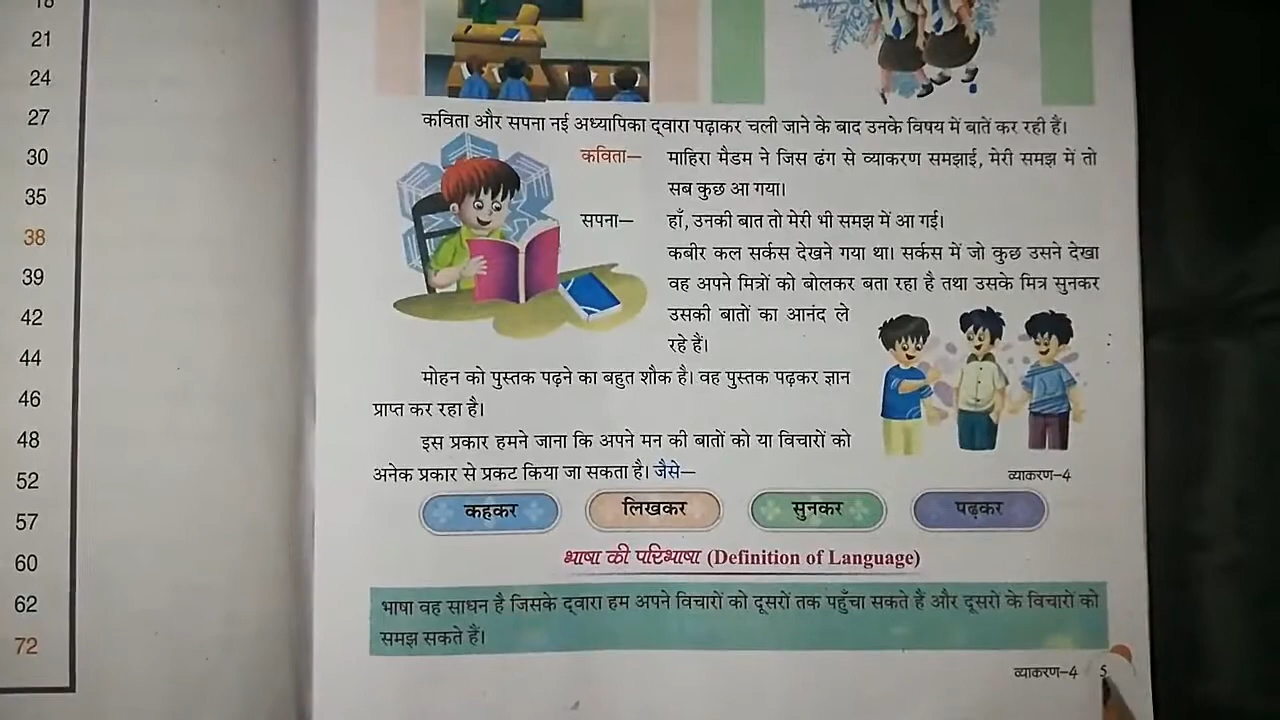 21
24
27
30
35
38
39
42
44
46
48
52
57
60
62
72
कविता और सपना नई अध्यापिका द्वारा पढ़ाकर चली जाने के बाद उनके विषय में बातें कर रही हैं।
कविता— माहिरा मैडम ने जिस ढंग से व्याकरण समझाई, मेरी समझ में तो
सब कुछ आ गया।
सपना— हाँ, उनकी बात तो मेरी भी समझ में आ गई।
कबीर कल सर्कस देखने गया था। सर्कस में जो कुछ उसने देखा
वह अपने मित्रों को बोलकर बता रहा है तथा उसके मित्र सुनकर
उसकी बातों का आनंद ले
रहे हैं।
मोहन को पुस्तक पढ़ने का बहुत शौक है। वह पुस्तक पढ़कर ज्ञान
प्राप्त कर रहा है।
इस प्रकार हमने जाना कि अपने मन की बातों को या विचारों को
अनेक प्रकार से प्रकट किया जा सकता है। जैसे—
व्याकरण–4
कहकर लिखकर सुनकर पढ़कर
भाषा की परिभाषा (Definition of Language)
भाषा वह साधन है जिसके द्वारा हम अपने विचारों को दूसरों तक पहुँचा सकते हैं और दूसरों के विचारों को
समझ सकते हैं।
व्याकरण–4 5